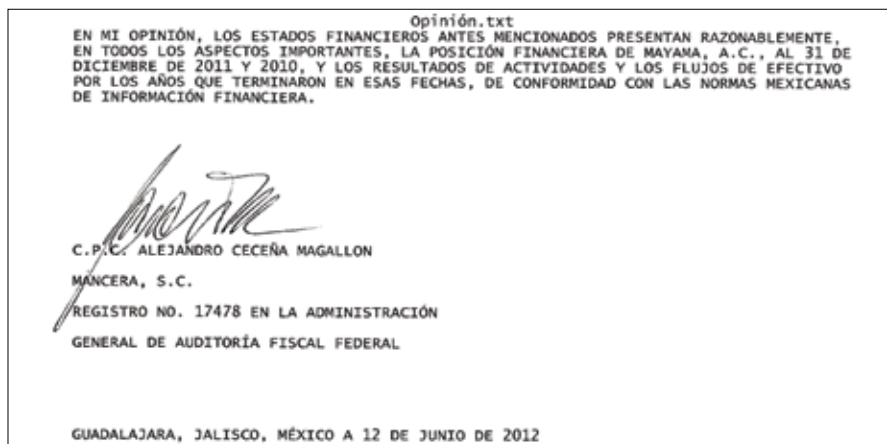 Opinión.txt
EN MI OPINIÓN, LOS ESTADOS FINANCIEROS ANTES MENCIONADOS PRESENTAN RAZONABLEMENTE,
EN TODOS LOS ASPECTOS IMPORTANTES, LA POSICIÓN FINANCIERA DE MAYAMA, A.C., AL 31 DE
DICIEMBRE DE 2011 Y 2010, Y LOS RESULTADOS DE ACTIVIDADES Y LOS FLUJOS DE EFECTIVO
POR LOS AÑOS QUE TERMINARON EN ESAS FECHAS, DE CONFORMIDAD CON LAS NORMAS MEXICANAS
DE INFORMACIÓN FINANCIERA.
C.P.C. ALEJANDRO CECEÑA MAGALLON
MANCERA, S.C.
REGISTRO NO. 17478 EN LA ADMINISTRACIÓN
GENERAL DE AUDITORÍA FISCAL FEDERAL
GUADALAJARA, JALISCO, MÉXICO A 12 DE JUNIO DE 2012